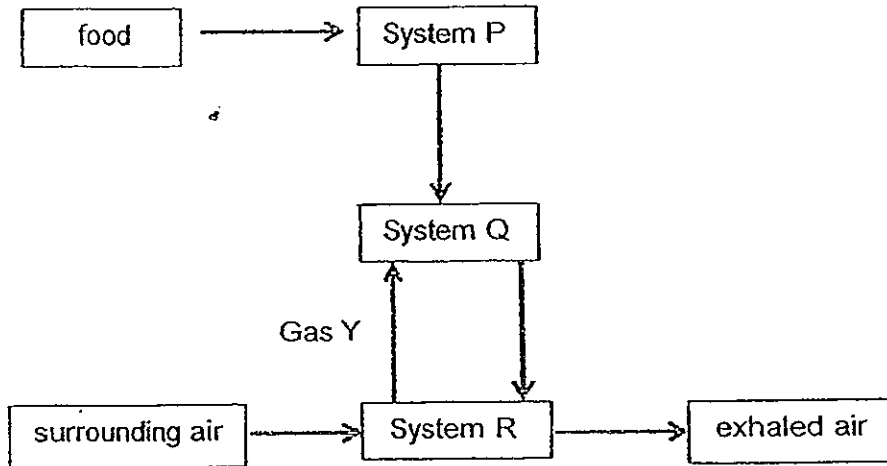 food
System P
System Q
Gas Y
surrounding air
System R
exhaled air